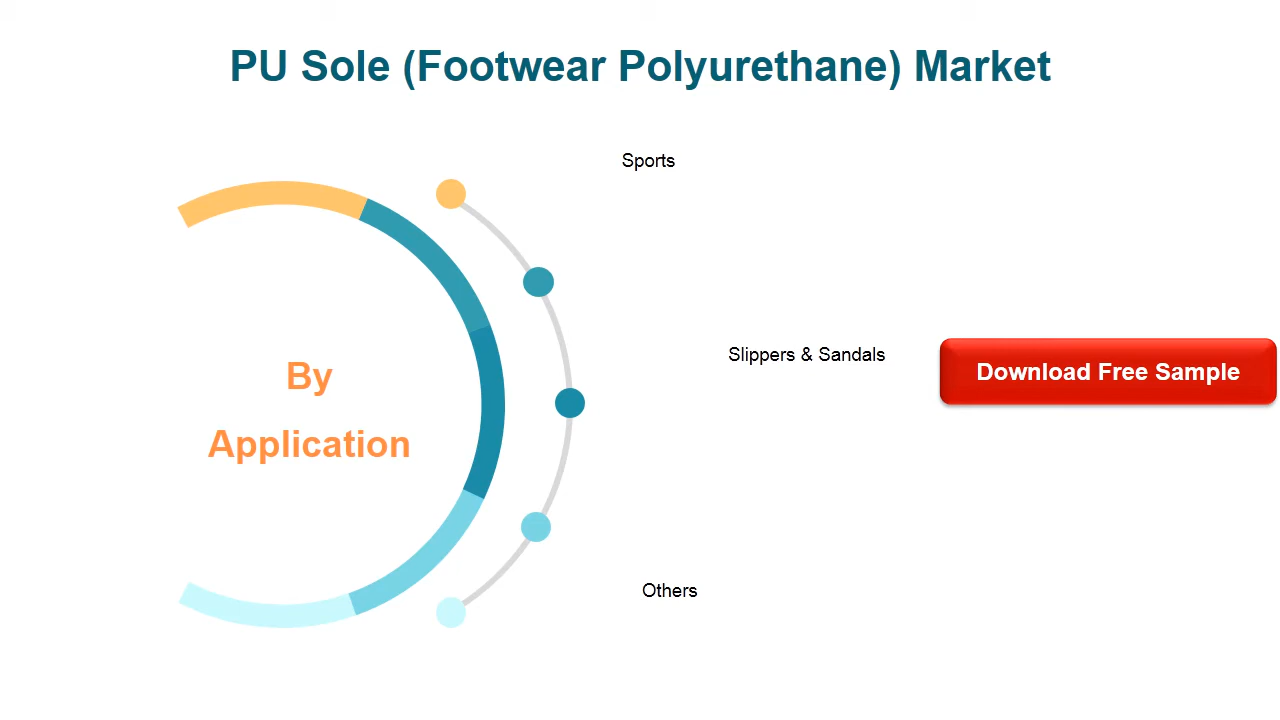 PU Sole (Footwear Polyurethane) Market
Sports
Slippers & Sandals
Download Free Sample
By
Application
Others